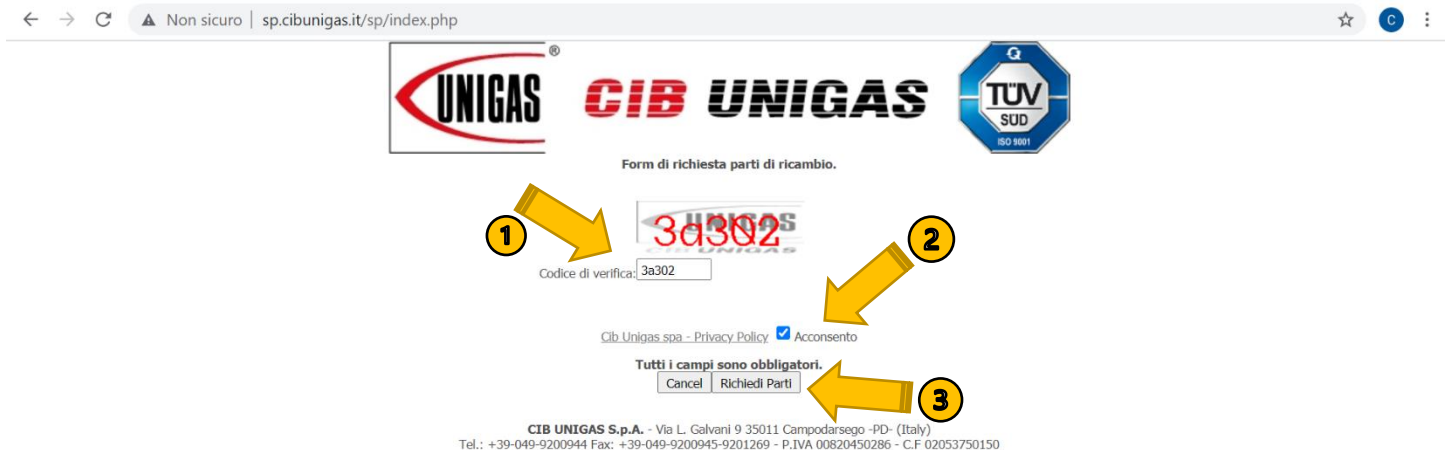 Non sicuro | sp.cibunigas.it/sp/index.php
C
UNIGAS ®
CIB UNIGAS
TÜV
SÜD
ISO 9001
Form di richiesta parti di ricambio.
UNIGAS
3a302
CIB UNIGAS
1
2
Codice di verifica: 3a302
Cib Unigas spa - Privacy Policy Acconsento
Tutti i campi sono obbligatori.
Cancel Richiedi Parti
3
CIB UNIGAS S.p.A. - Via L. Galvani 9 35011 Campodarsego -PD- (Italy)
Tel.: +39-049-9200944 Fax: +39-049-9200945-9201269 - P.IVA 00820450286 - C.F 02053750150